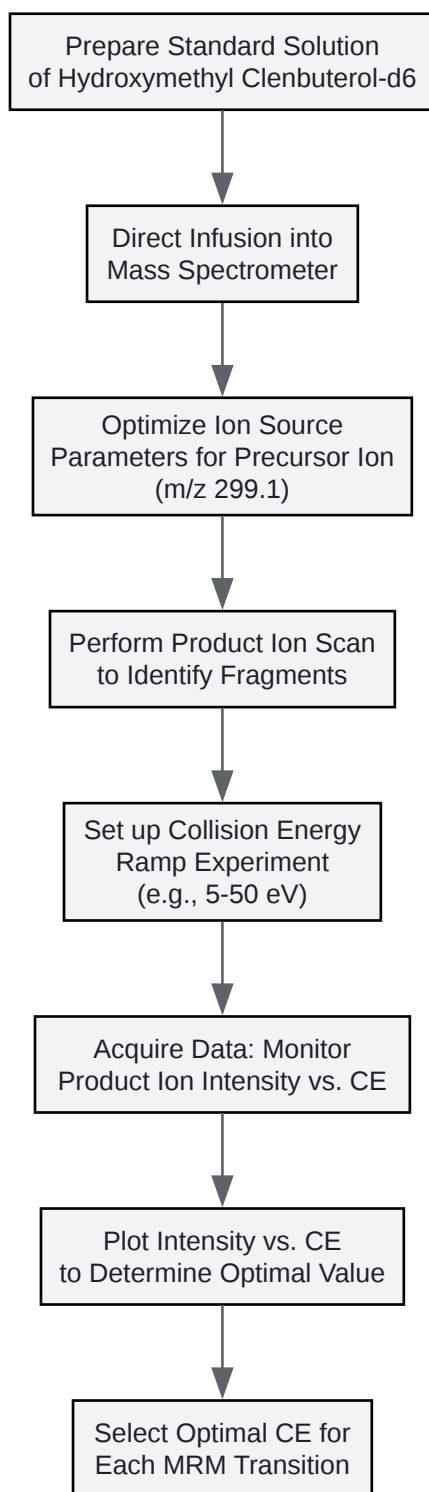 Prepare Standard Solution
of Hydroxymethyl Clenbuterol-d6
Direct Infusion into
Mass Spectrometer
Optimize Ion Source
Parameters for Precursor Ion
(m/z 299.1)
Perform Product Ion Scan
to Identify Fragments
Set up Collision Energy
Ramp Experiment
(e.g., 5-50 eV)
Acquire Data: Monitor
Product Ion Intensity vs. CE
Plot Intensity vs. CE
to Determine Optimal Value
Select Optimal CE for
Each MRM Transition